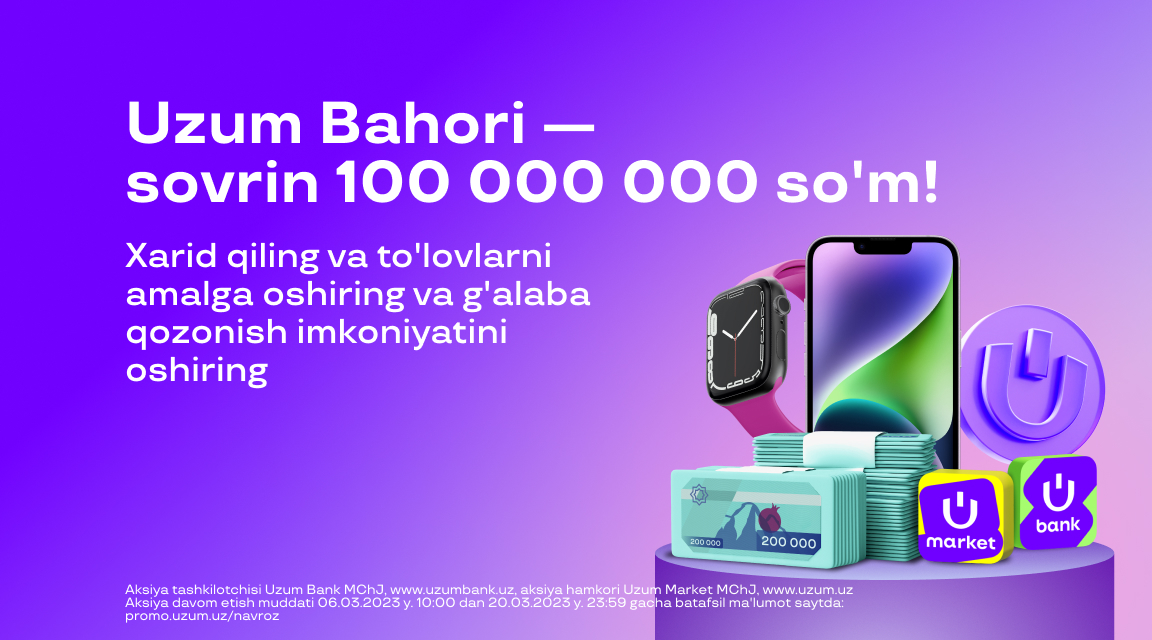 Uzum Bahori —
sovrin 100 000 000 so'm!
Xarid qiling va to'lovlarni
amalga oshiring va g'alaba
qozonish imkoniyatini
oshiring
200 000
200 000
market
bank
Aksiya tashkilotchisi Uzum Bank MChJ, www.uzumbank.uz, aksiya hamkori Uzum Market MChJ, www.uzum.uz
Aksiya davom etish muddati 06.03.2023 y. 10:00 dan 20.03.2023 y. 23:59 gacha batafsil ma'lumot saytda:
promo.uzum.uz/navroz